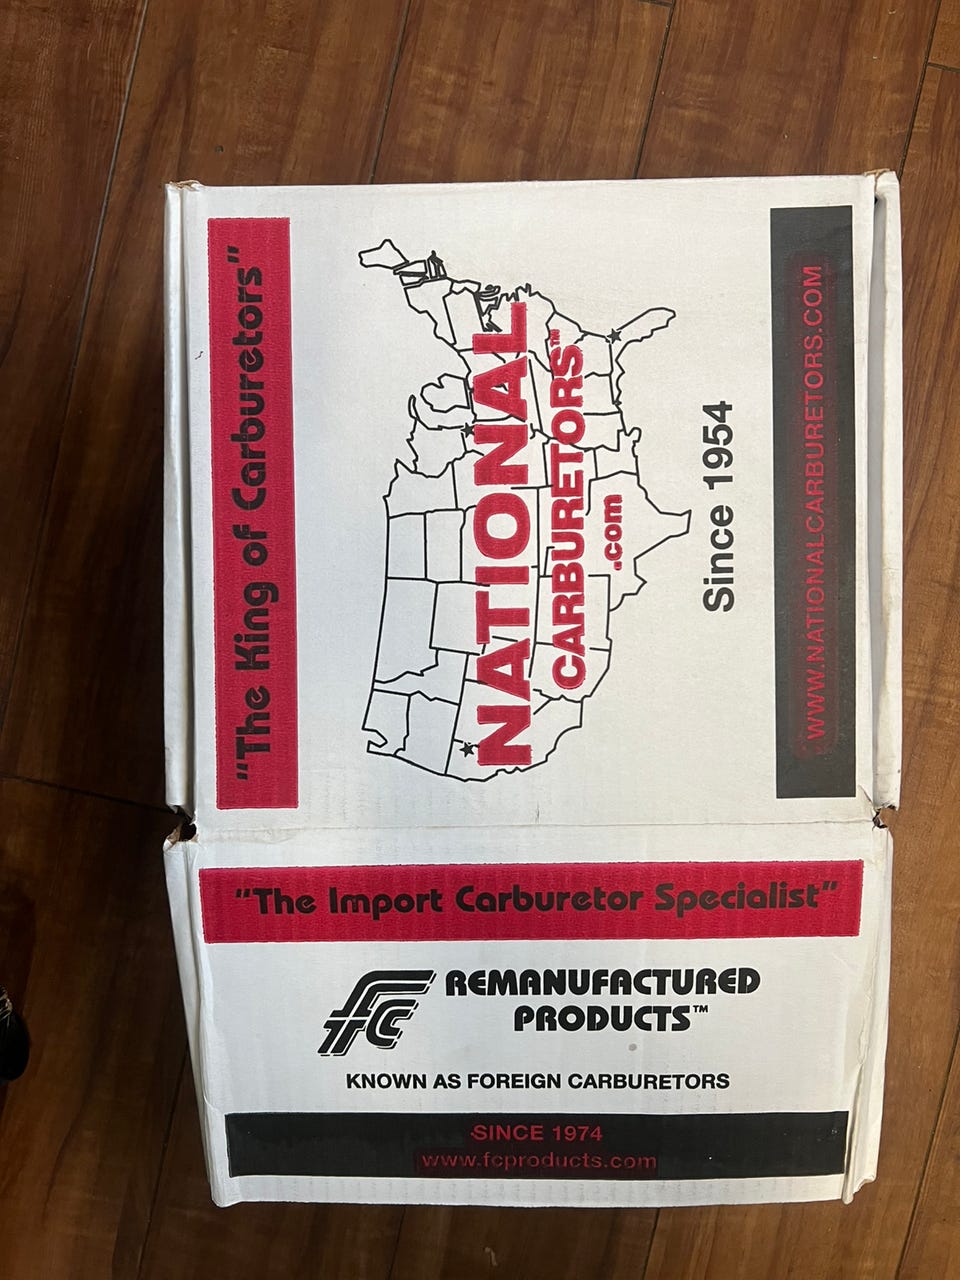 "The King of Carburetors"
NATIONAL
CARBURETORS™
.com
Since 1954
WWW.NATIONALCARBURETORS.COM
"The Import Carburetor Specialist"
FC
REMANUFACTURED
PRODUCTS™
KNOWN AS FOREIGN CARBURETORS
SINCE 1974
www.fcproducts.com